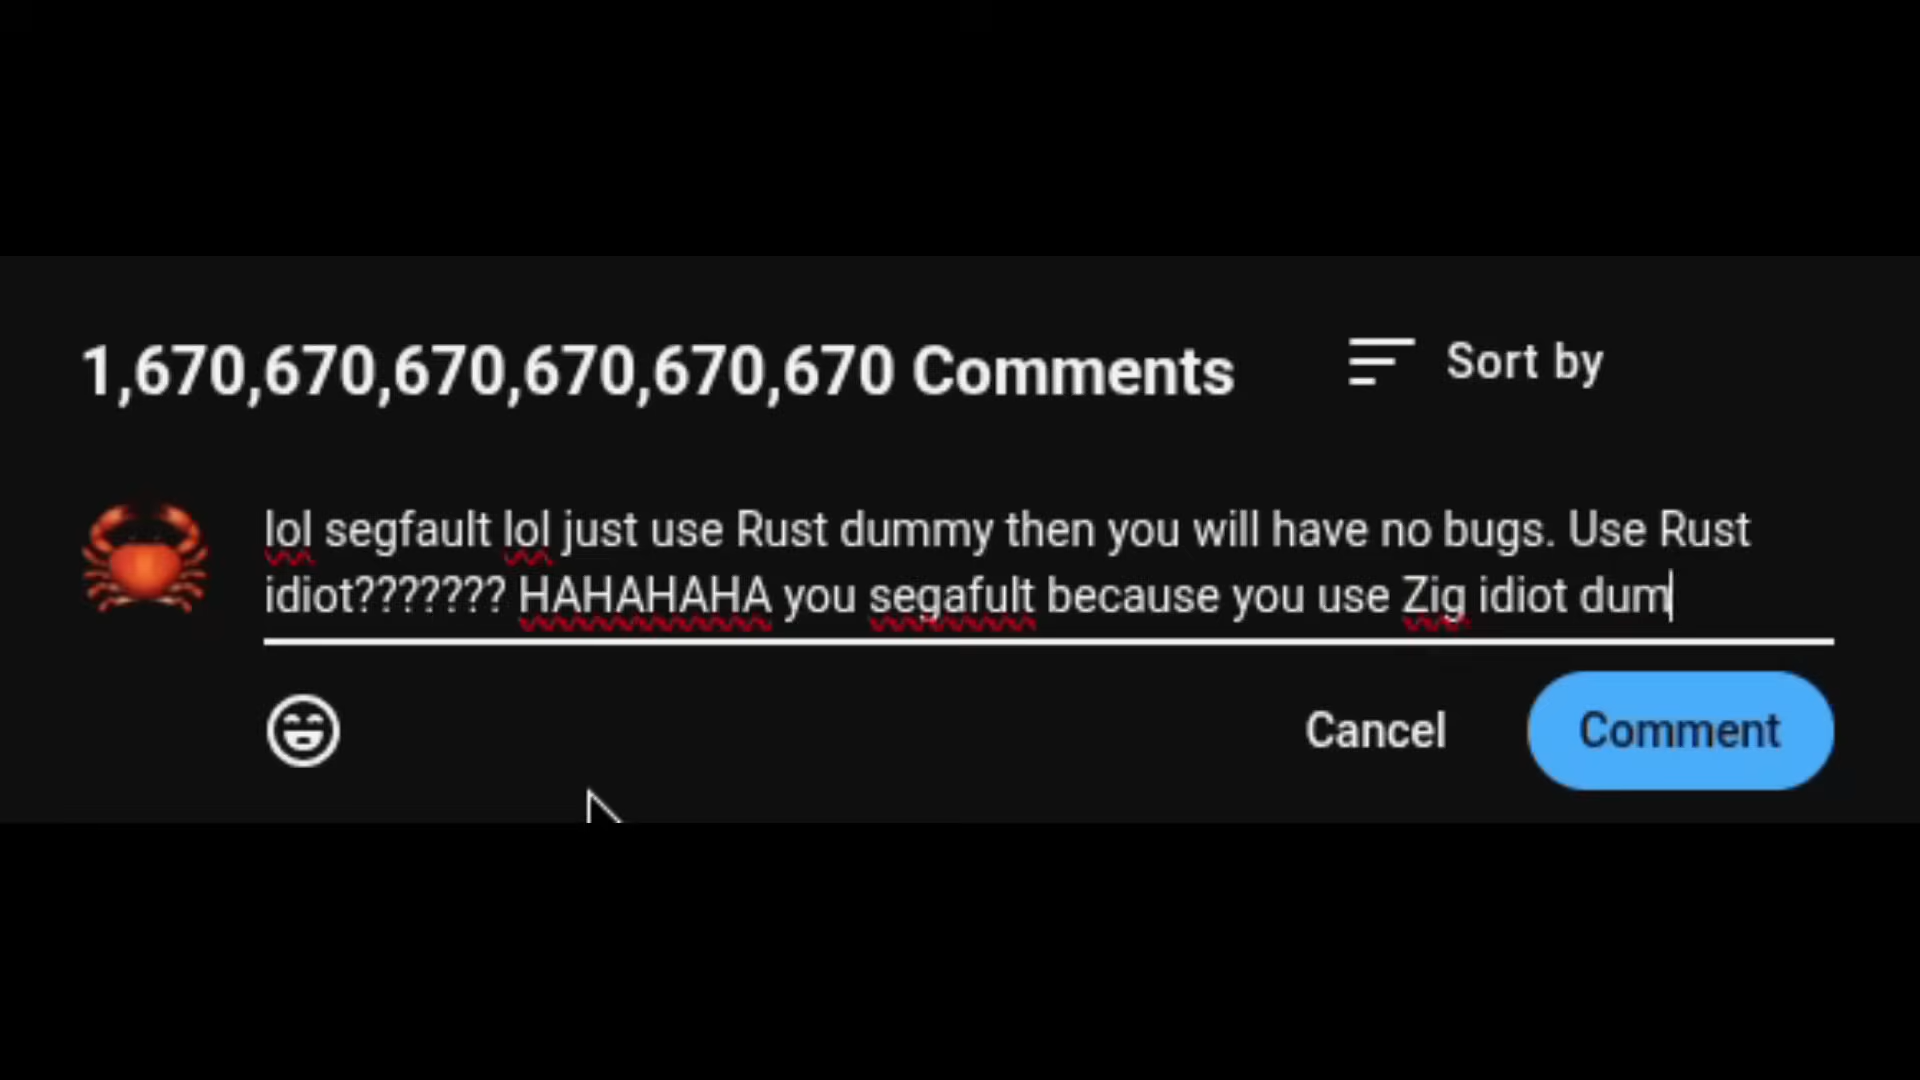 1,670,670,670,670,670,670 Comments
Sort by
lol segfault lol just use Rust dummy then you will have no bugs. Use Rust
idiot??????? HAHAHAHA you segafult because you use Zig idiot dum
Cancel
Comment